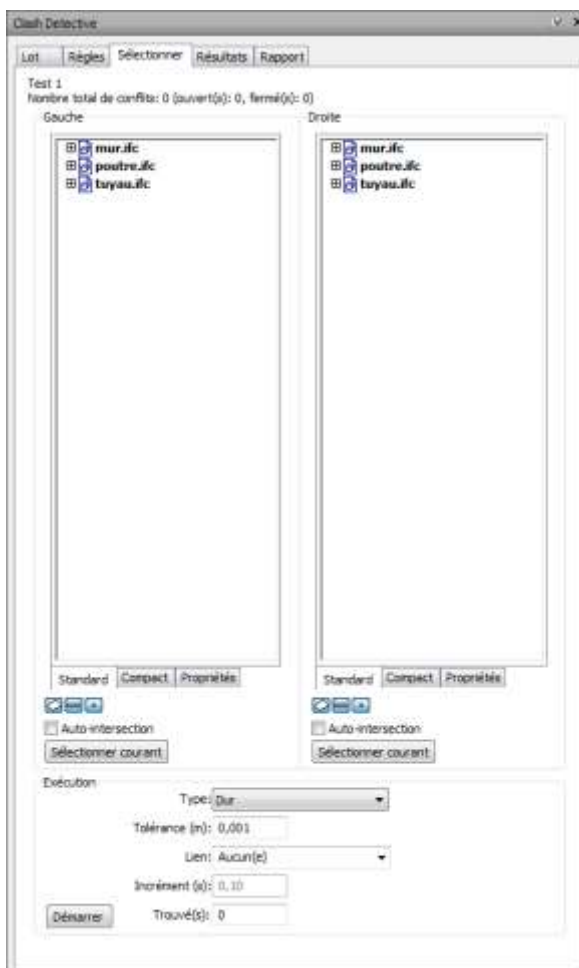 Clash Detective
Lot Règles Sélectionner Résultats Rapport
Test 1
Nombre total de conflits: 0 (ouvert(s): 0, fermé(s): 0)
Gauche Droite
mur.ifc mur.ifc
poutre.ifc poutre.ifc
tuyau.ifc tuyau.ifc
Standard Compact Propriétés Standard Compact Propriétés
Auto-intersection Auto-intersection
Sélectionner courant Sélectionner courant
Exécution
Type: Dur
Tolérance (m): 0,001
Lien: Aucun(e)
Incrément (s): 0,10
Démarrer Trouvé(s): 0